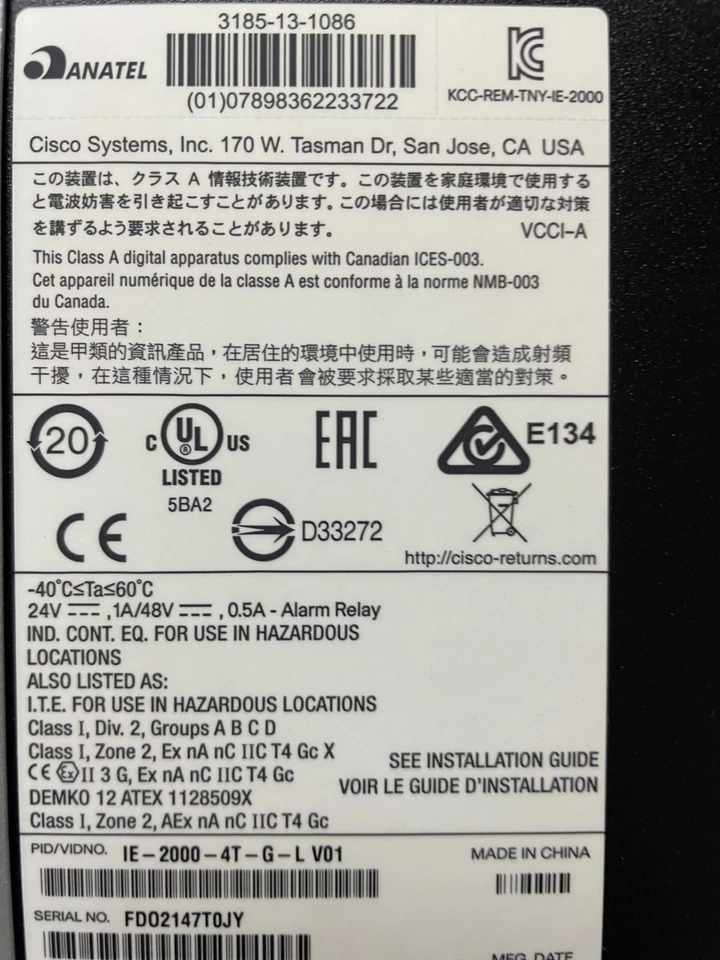 3185-13-1086
ANATEL
(01)07898362233722
KCC-REM-TNY-IE-2000
Cisco Systems, Inc. 170 W. Tasman Dr, San Jose, CA USA
この装置は、クラス A 情報技術装置です。この装置を家庭環境で使用する
と電波妨害を引き起こすことがあります。この場合には使用者が適切な対策
を講ずるよう要求されることがあります。 VCCI-A
This Class A digital apparatus complies with Canadian ICES-003.
Cet appareil numérique de la classe A est conforme à la norme NMB-003
du Canada.
警告使用者：
這是甲類的資訊產品，在居住的環境中使用時，可能會造成射頻
干擾，在這種情況下，使用者會被要求採取某些適當的對策。
20
C UL US
®
LISTED
5BA2
EAC
E134
CE
D33272
http://cisco-returns.com
-40°C≤Ta≤60°C
24V ⎓ ,1A/48V ⎓ , 0.5A - Alarm Relay
IND. CONT. EQ. FOR USE IN HAZARDOUS
LOCATIONS
ALSO LISTED AS:
I.T.E. FOR USE IN HAZARDOUS LOCATIONS
Class I, Div. 2, Groups A B C D
Class I, Zone 2, Ex nA nC IIC T4 Gc X
CE Ex II 3 G, Ex nA nC IIC T4 Gc
DEMKO 12 ATEX 1128509X
Class I, Zone 2, AEx nA nC IIC T4 Gc
SEE INSTALLATION GUIDE
VOIR LE GUIDE D'INSTALLATION
PID/VIDNO. IE-2000-4T-G-L V01
MADE IN CHINA
SERIAL NO. FDO2147T0JY
MFG. DATE